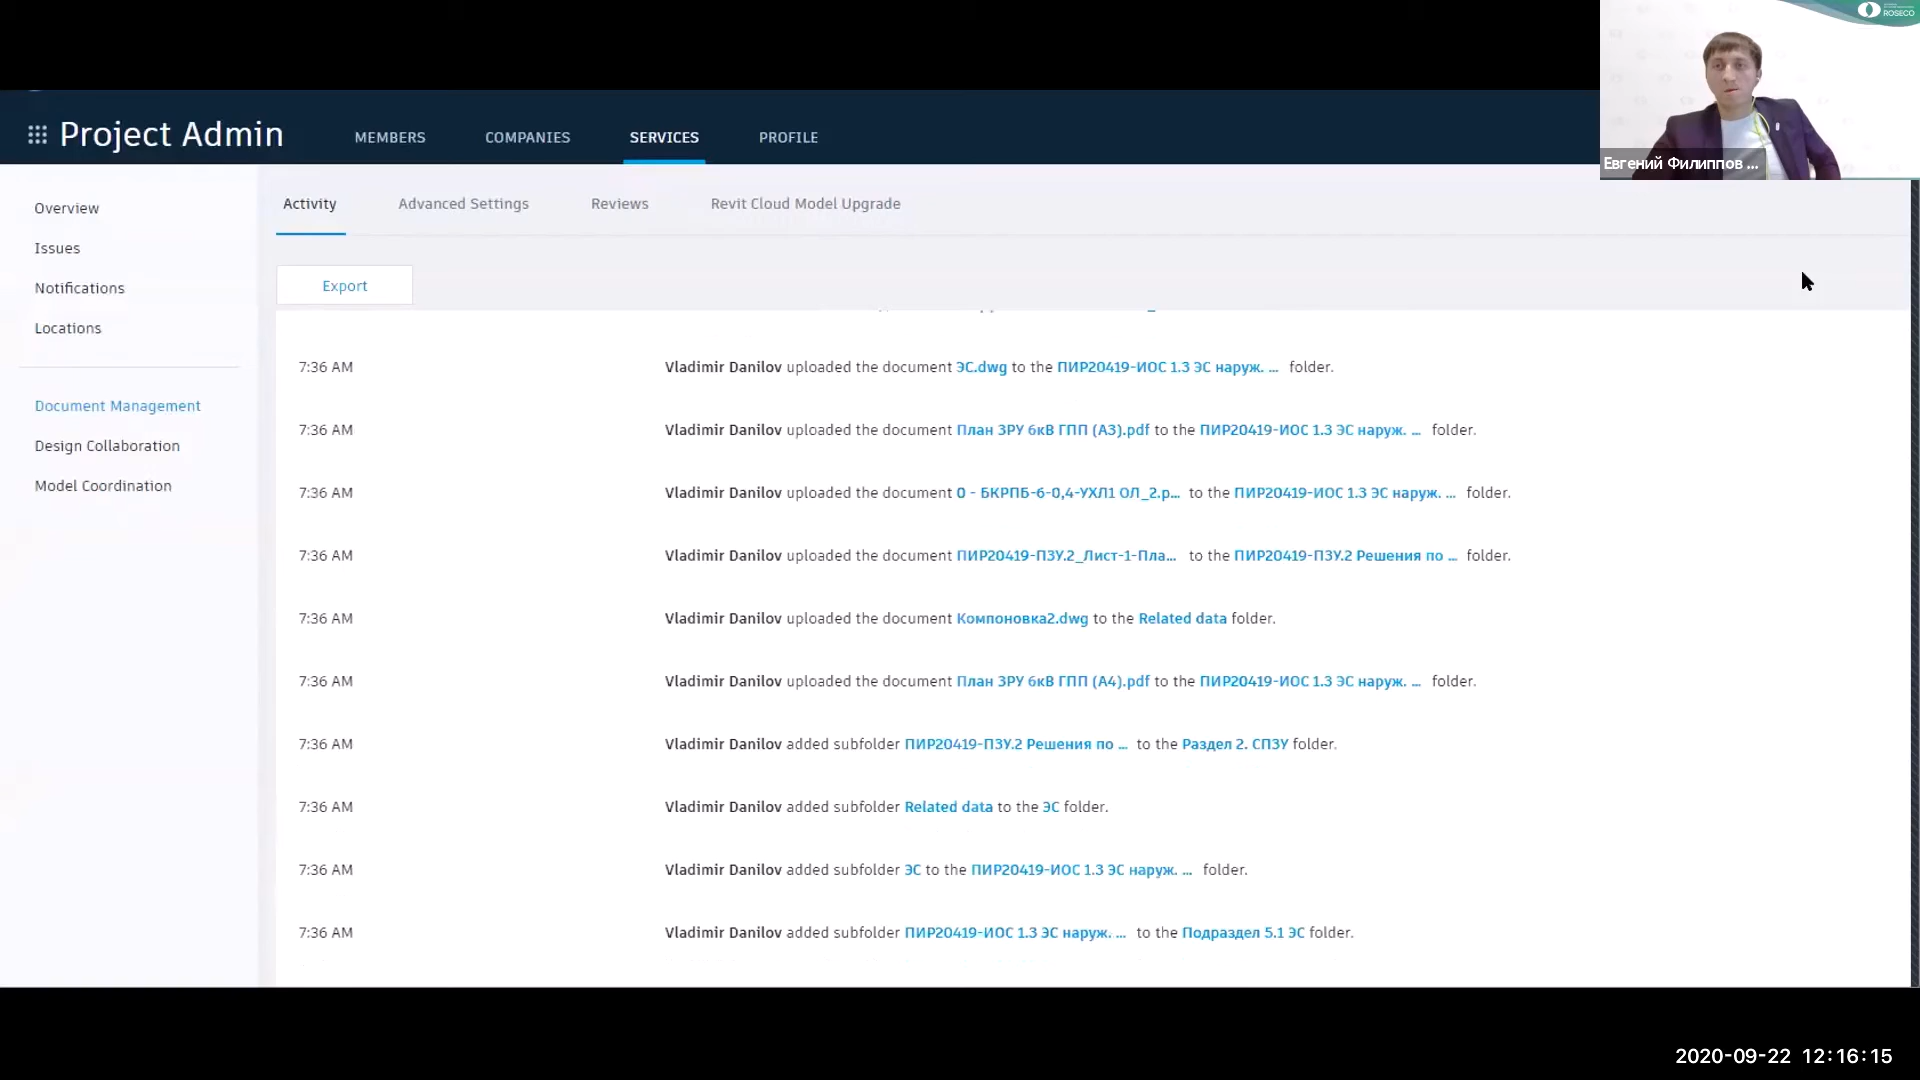 ROSECO
Project Admin
MEMBERS
COMPANIES
SERVICES
PROFILE
Евгений Филиппов ...
Overview
Issues
Notifications
Locations
Document Management
Design Collaboration
Model Coordination
Activity
Advanced Settings
Reviews
Revit Cloud Model Upgrade
Export
7:36 AM Vladimir Danilov uploaded the document ЭС.dwg to the ПИР20419-ИОС 1.3 ЭС наруж. ... folder.
7:36 AM Vladimir Danilov uploaded the document План ЗРУ 6кВ ГПП (А3).pdf to the ПИР20419-ИОС 1.3 ЭС наруж. ... folder.
7:36 AM Vladimir Danilov uploaded the document 0 - БКРПБ-6-0,4-УХЛ1 ОЛ_2.p... to the ПИР20419-ИОС 1.3 ЭС наруж. ... folder.
7:36 AM Vladimir Danilov uploaded the document ПИР20419-ПЗУ.2_Лист-1-Пла... to the ПИР20419-ПЗУ.2 Решения по ... folder.
7:36 AM Vladimir Danilov uploaded the document Компоновка2.dwg to the Related data folder.
7:36 AM Vladimir Danilov uploaded the document План ЗРУ 6кВ ГПП (А4).pdf to the ПИР20419-ИОС 1.3 ЭС наруж. ... folder.
7:36 AM Vladimir Danilov added subfolder ПИР20419-ПЗУ.2 Решения по ... to the Раздел 2. СПЗУ folder.
7:36 AM Vladimir Danilov added subfolder Related data to the ЭС folder.
7:36 AM Vladimir Danilov added subfolder ЭС to the ПИР20419-ИОС 1.3 ЭС наруж. ... folder.
7:36 AM Vladimir Danilov added subfolder ПИР20419-ИОС 1.3 ЭС наруж. ... to the Подраздел 5.1 ЭС folder.
2020-09-22 12:16:15